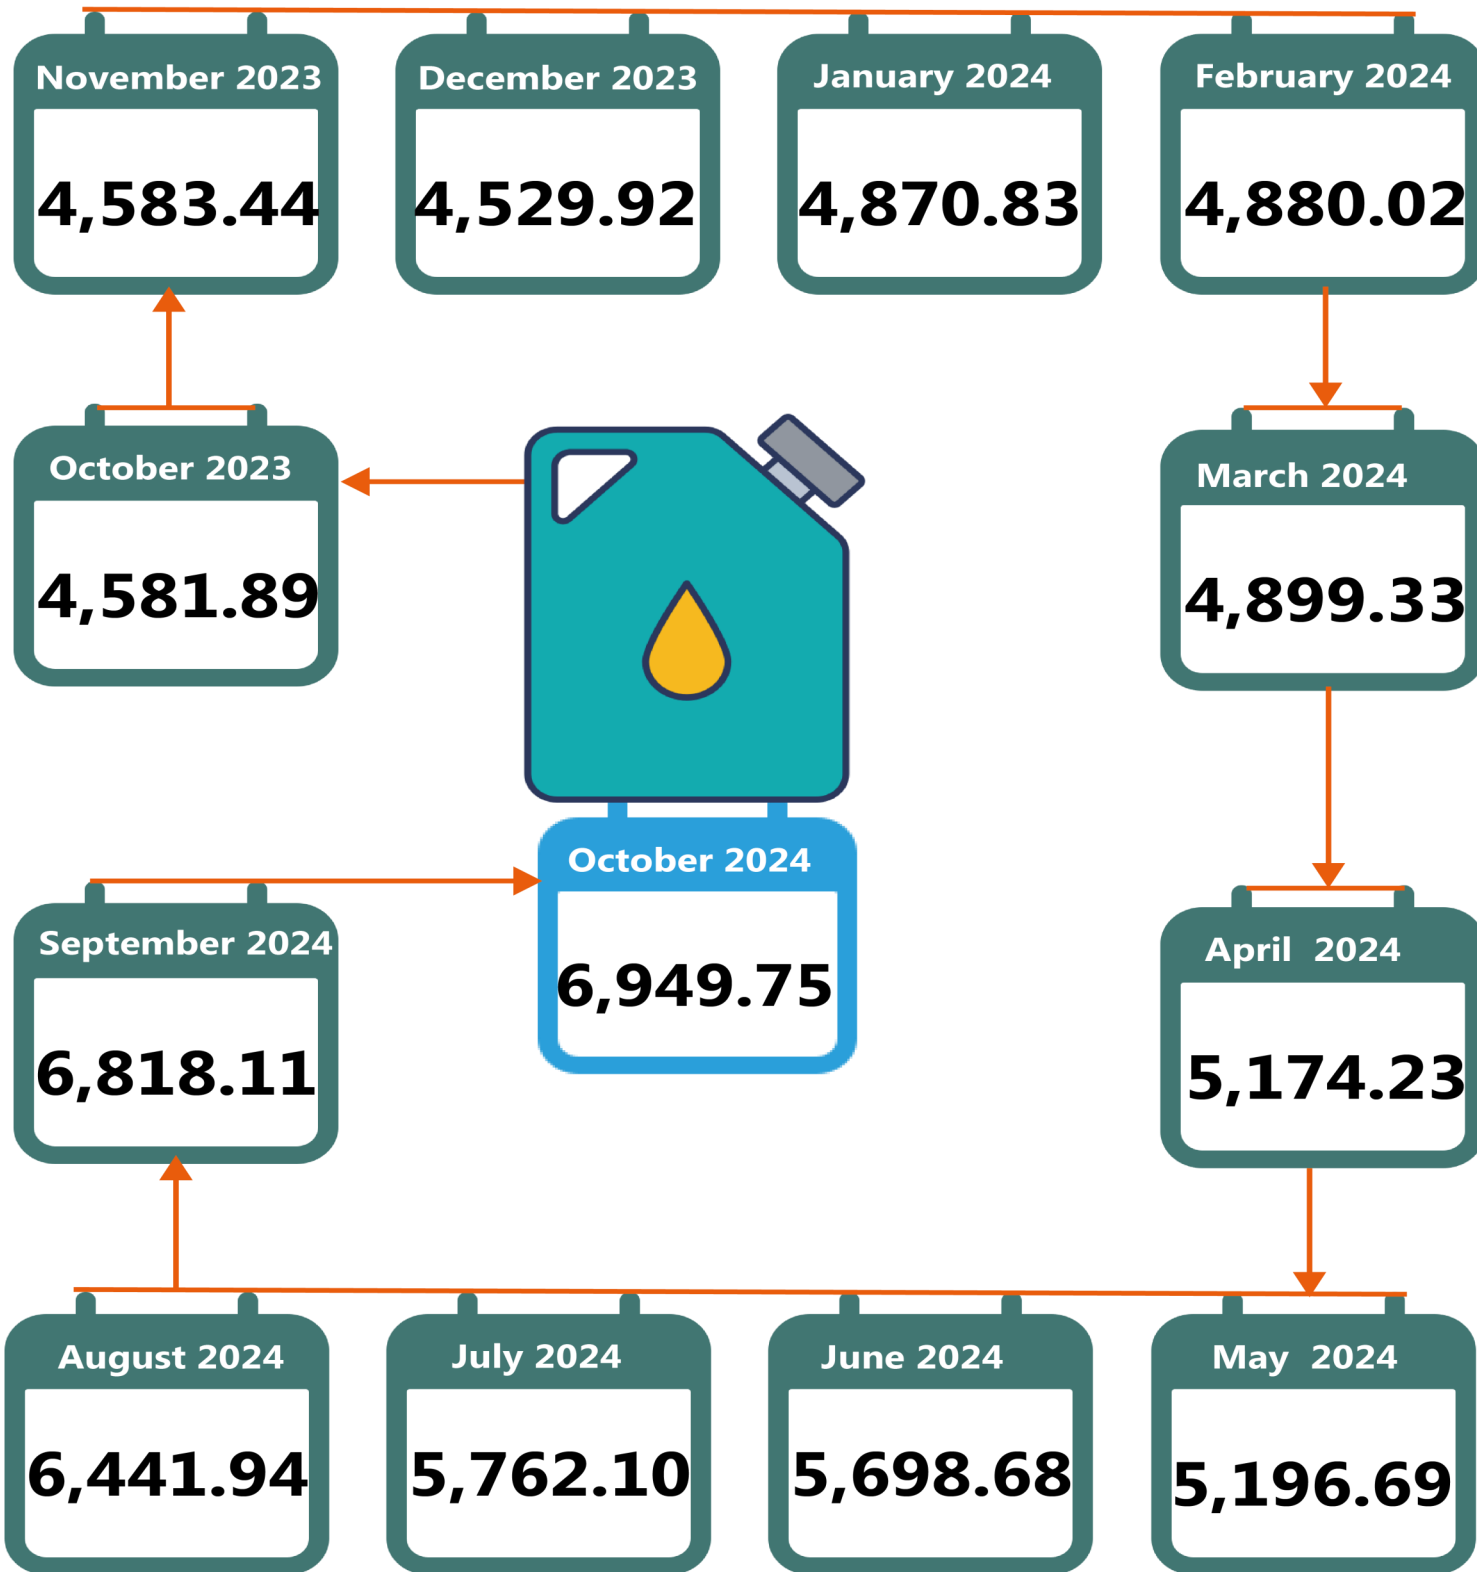 November 2023
4,583.44
December 2023
4,529.92
January 2024
4,870.83
February 2024
4,880.02
October 2023
4,581.89
March 2024
4,899.33
October 2024
6,949.75
September 2024
6,818.11
April 2024
5,174.23
August 2024
6,441.94
July 2024
5,762.10
June 2024
5,698.68
May 2024
5,196.69